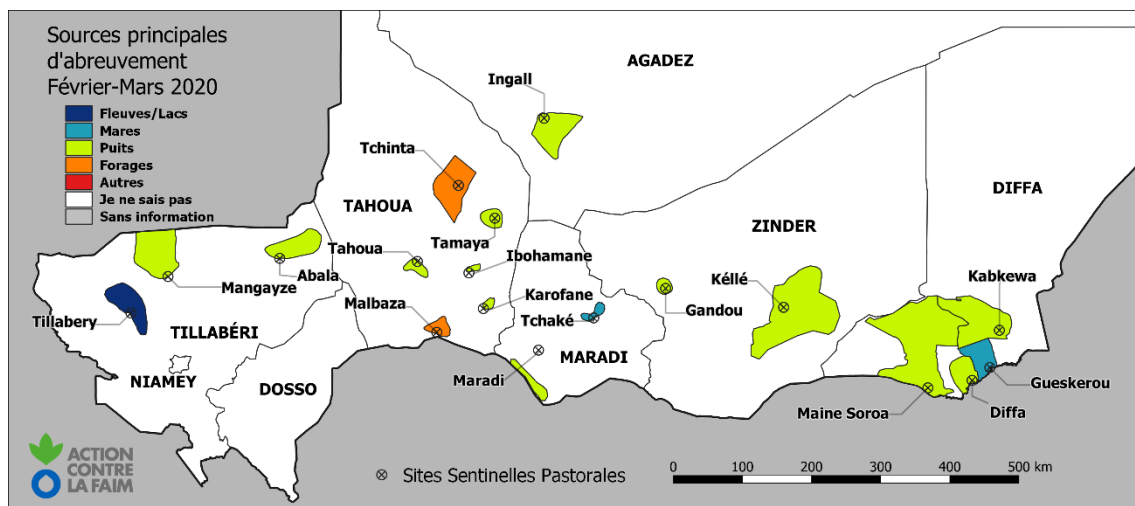 Sources principales
d'abreuvement
Février-Mars 2020
Fleuves/Lacs
Mares
Puits
Forages
Autres
Je ne sais pas
Sans information
AGADEZ
Ingall
Tchinta
DIFFA
TAHOUA
ZINDER
Tamaya
Tahoua
Ibohamane
Kabkewa
Abala
Kéllé
Mangayze
Karofane
Gandou
Malbaza
Tchaké
Tillabery
TILLABÉRI
MARADI
Maradi
NIAMEY
DOSSO
Gueskerou
Maine Soroa
Diffa
ACTION
CONTRE
LA FAIM
Sites Sentinelles Pastorales
0 100 200 300 400 500 km